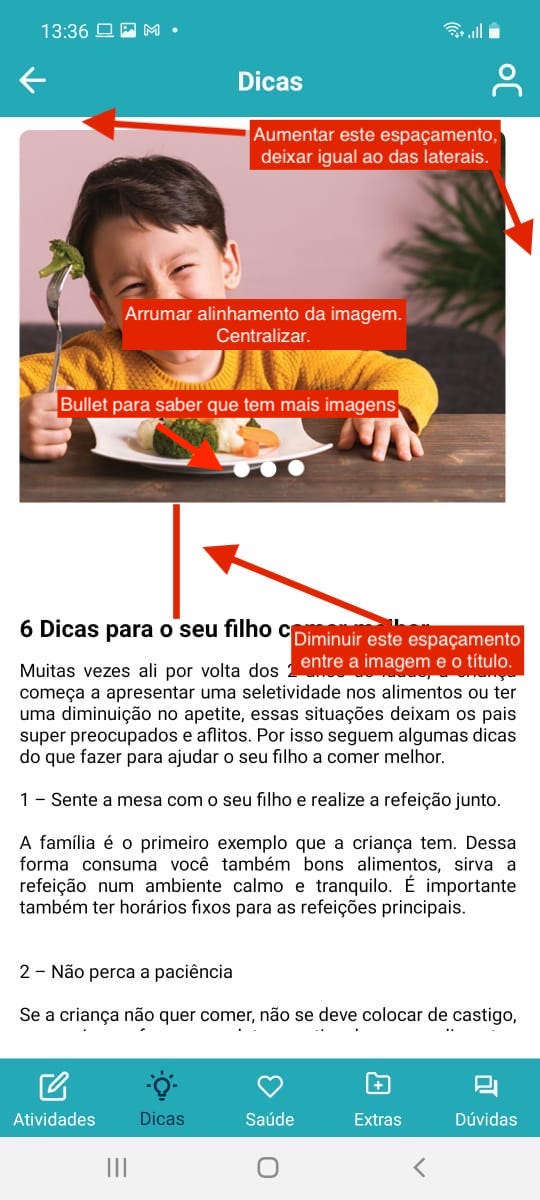 13:36
Dicas
Aumentar este espaçamento,
deixar igual ao das laterais.
Arrumar alinhamento da imagem.
Centralizar.
Bullet para saber que tem mais imagens
6 Dicas para o seu filho comer melhor
Diminuir este espaçamento
entre a imagem e o título.
Muitas vezes ali por volta dos 2 anos de idade, a criança
começa a apresentar uma seletividade nos alimentos ou ter
uma diminuição no apetite, essas situações deixam os pais
super preocupados e aflitos. Por isso seguem algumas dicas
do que fazer para ajudar o seu filho a comer melhor.
1 – Sente a mesa com o seu filho e realize a refeição junto.
A família é o primeiro exemplo que a criança tem. Dessa
forma consuma você também bons alimentos, sirva a
refeição num ambiente calmo e tranquilo. É importante
também ter horários fixos para as refeições principais.
2 – Não perca a paciência
Se a criança não quer comer, não se deve colocar de castigo,
Atividades
Dicas
Saúde
Extras
Dúvidas